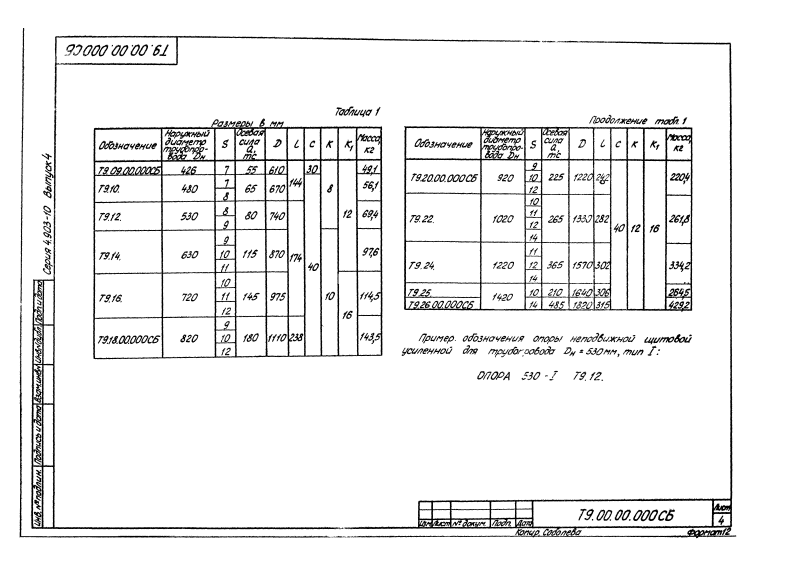 Т9.00.00.000СБ
Серия 4.903-10 Выпуск 4
Таблица 1
Размеры в мм
Обозначение Наружный диаметр трубопровода Dн S Осевая сила Q, тс D L c K K₁ Масса, кг
Т9.09.00.000СБ 426 7 55 610 144 30 8 12 49,1
Т9.10. 480 7 8 65 670 56,1
Т9.12. 530 8 9 80 740 174 40 69,4
Т9.14. 630 9 10 11 115 870 10 97,6
Т9.16. 720 10 11 12 145 975 16 114,5
Т9.18.00.000СБ 820 9 10 12 180 1110 238 143,5
Продолжение табл. 1
Обозначение Наружный диаметр трубопровода Dн S Осевая сила Q, тс D L c K K₁ Масса, кг
Т9.20.00.000СБ 920 9 10 12 225 1220 242 40 12 16 220,4
Т9.22. 1020 10 11 12 14 265 1330 282 261,8
Т9.24. 1220 11 12 14 365 1570 302 334,2
Т9.25. 1420 10 210 1640 306 264,5
Т9.26.00.000СБ 14 485 1820 315 429,2
Пример обозначения опоры неподвижной щитовой
усиленной для трубопровода Dн = 530 мм, тип I:
ОПОРА 530 - I Т9.12.
Инв. № подлин. Подпись и дата Взам.инв.№ Инв.№ дубл. Подп. и дата
Изм. Лист № докум. Подп. Дата
Т9.00.00.000СБ
Лист
4
Копир. Соболева
Формат 12